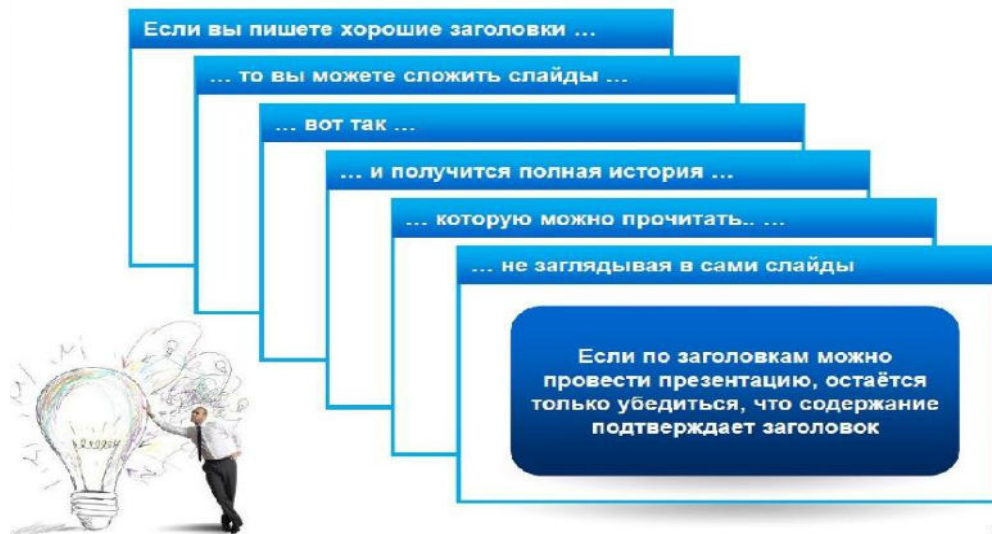 Если вы пишете хорошие заголовки ...
... то вы можете сложить слайды ...
... вот так ...
... и получится полная история ...
... которую можно прочитать.. ...
... не заглядывая в сами слайды
Если по заголовкам можно
провести презентацию, остаётся
только убедиться, что содержание
подтверждает заголовок